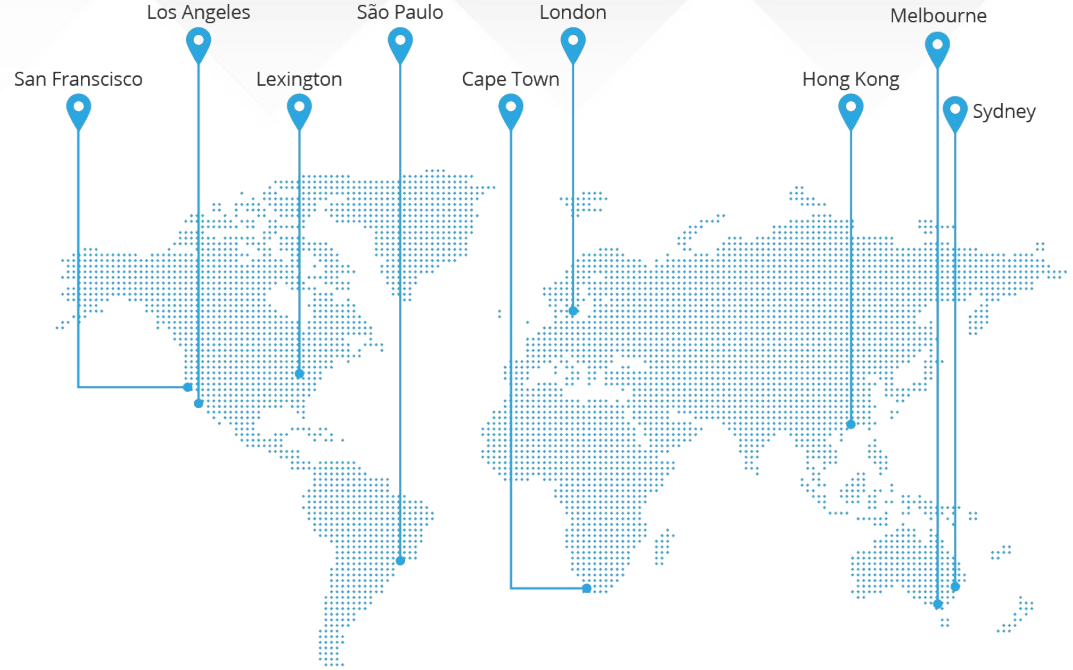 Los Angeles
São Paulo
London
Melbourne
San Franscisco
Lexington
Cape Town
Hong Kong
Sydney